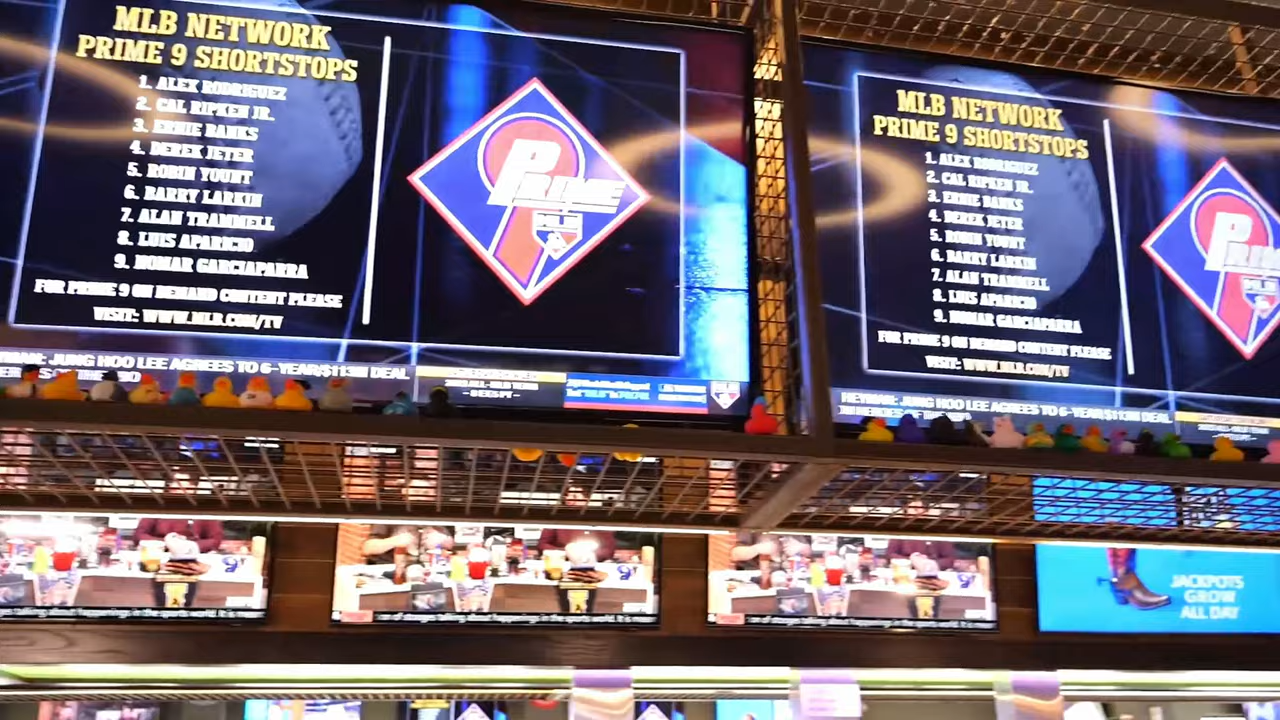 MLB NETWORK
PRIME 9 SHORTSTOPS
1. ALEX RODRIGUEZ
2. CAL RIPKEN JR.
3. ERNIE BANKS
4. DEREK JETER
5. ROBIN YOUNT
6. BARRY LARKIN
7. ALAN TRAMMELL
8. LUIS APARICIO
9. NOMAR GARCIAPARRA
FOR PRIME 9 ON DEMAND CONTENT PLEASE
VISIT: WWW.MLB.COM/TV
PRIME
MLB
HEYMAN: JUNG HOO LEE AGREES TO 6-YEAR/$113M DEAL
MLB NETWORK
PRIME 9 SHORTSTOPS
1. ALEX RODRIGUEZ
2. CAL RIPKEN JR.
3. ERNIE BANKS
4. DEREK JETER
5. ROBIN YOUNT
6. BARRY LARKIN
7. ALAN TRAMMELL
8. LUIS APARICIO
9. NOMAR GARCIAPARRA
FOR PRIME 9 ON DEMAND CONTENT PLEASE
VISIT: WWW.MLB.COM/TV
HEYMAN: JUNG HOO LEE AGREES TO 6-YEAR/$113M DEAL
JACKPOTS
GROW
ALL DAY